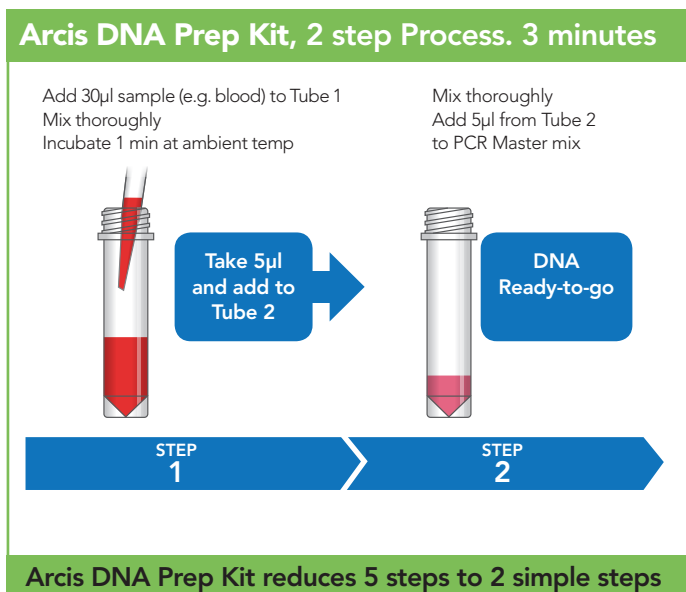 Arcis DNA Prep Kit, 2 step Process. 3 minutes
Add 30µl sample (e.g. blood) to Tube 1
Mix thoroughly
Incubate 1 min at ambient temp
Take 5µl
and add to
Tube 2
Mix thoroughly
Add 5µl from Tube 2
to PCR Master mix
DNA
Ready-to-go
STEP
1
STEP
2
Arcis DNA Prep Kit reduces 5 steps to 2 simple steps